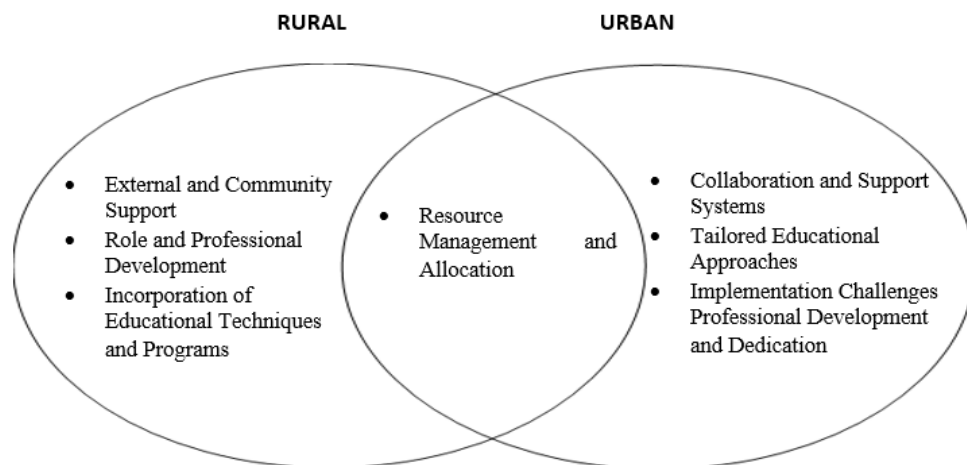 RURAL
URBAN
• External and Community
Support
• Role and Professional
Development
• Incorporation of
Educational Techniques
and Programs
• Resource
Management and
Allocation
• Collaboration and Support
Systems
• Tailored Educational
Approaches
• Implementation Challenges
Professional Development
and Dedication